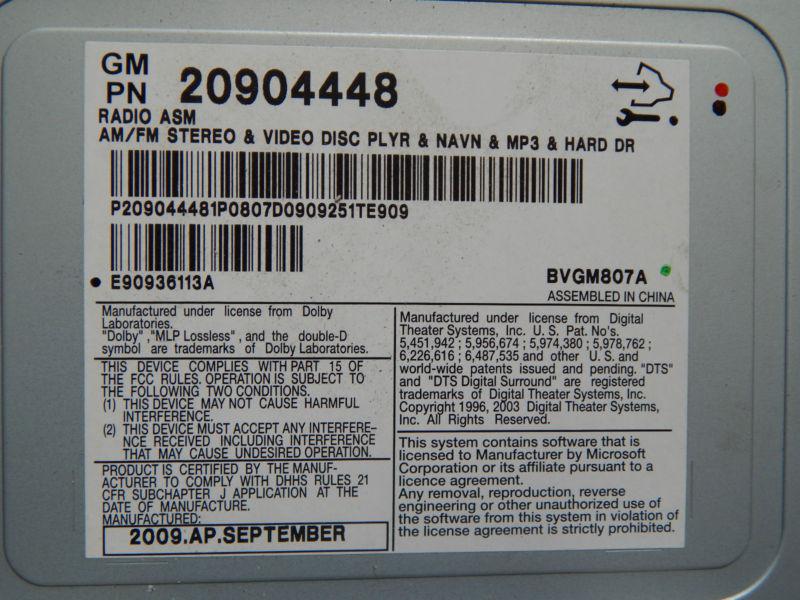 GM
PN 20904448
RADIO ASM
AM/FM STEREO & VIDEO DISC PLYR & NAVN & MP3 & HARD DR
P209044481P0807D0909251TE909
E90936113A
BVGM807A
ASSEMBLED IN CHINA
Manufactured under license from Dolby
Laboratories.
"Dolby","MLP Lossless", and the double-D
symbol are trademarks of Dolby Laboratories.
THIS DEVICE COMPLIES WITH PART 15 OF
THE FCC RULES. OPERATION IS SUBJECT TO
THE FOLLOWING TWO CONDITIONS.
(1) THIS DEVICE MAY NOT CAUSE HARMFUL
INTERFERENCE.
(2) THIS DEVICE MUST ACCEPT ANY INTERFERE-
NCE RECEIVED INCLUDING INTERFERENCE
THAT MAY CAUSE UNDESIRED OPERATION.
PRODUCT IS CERTIFIED BY THE MANUF-
ACTURER TO COMPLY WITH DHHS RULES 21
CFR SUBCHAPTER J APPLICATION AT THE
DATE OF MANUFACTURE.
MANUFACTURED:
2009.AP.SEPTEMBER
Manufactured under license from Digital
Theater Systems, Inc. U.S. Pat. No's.
5,451,942 ; 5,956,674 ; 5,974,380 ; 5,978,762 ;
6,226,616 ; 6,487,535 and other U.S. and
world-wide patents issued and pending. "DTS"
and "DTS Digital Surround" are registered
trademarks of Digital Theater Systems, Inc.
Copyright 1996, 2003 Digital Theater Systems,
Inc. All Rights Reserved.
This system contains software that is
licensed to Manufacturer by Microsoft
Corporation or its affiliate pursuant to a
licence agreement.
Any removal, reproduction, reverse
engineering or other unauthorized use of
the software from this system in violation of
the license agreement is strictly prohibited.